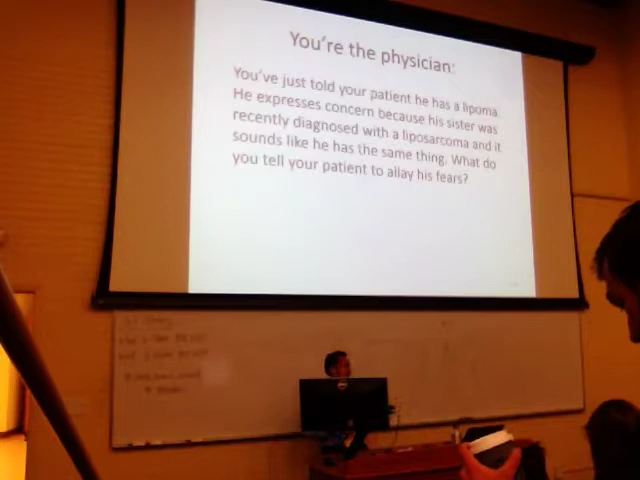 You're the physician:
You've just told your patient he has a lipoma.
He expresses concern because his sister was
recently diagnosed with a liposarcoma and it
sounds like he has the same thing. What do
you tell your patient to allay his fears?